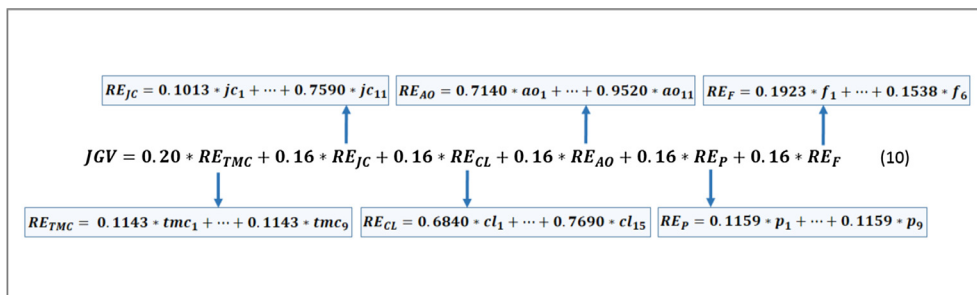 RE_JC = 0.1013 * jc_1 + ⋯ + 0.7590 * jc_11 RE_AO = 0.7140 * ao_1 + ⋯ + 0.9520 * ao_11 RE_F = 0.1923 * f_1 + ⋯ + 0.1538 * f_6
JGV = 0.20 * RE_TMC + 0.16 * RE_JC + 0.16 * RE_CL + 0.16 * RE_AO + 0.16 * RE_P + 0.16 * RE_F (10)
RE_TMC = 0.1143 * tmc_1 + ⋯ + 0.1143 * tmc_9 RE_CL = 0.6840 * cl_1 + ⋯ + 0.7690 * cl_15 RE_P = 0.1159 * p_1 + ⋯ + 0.1159 * p_9